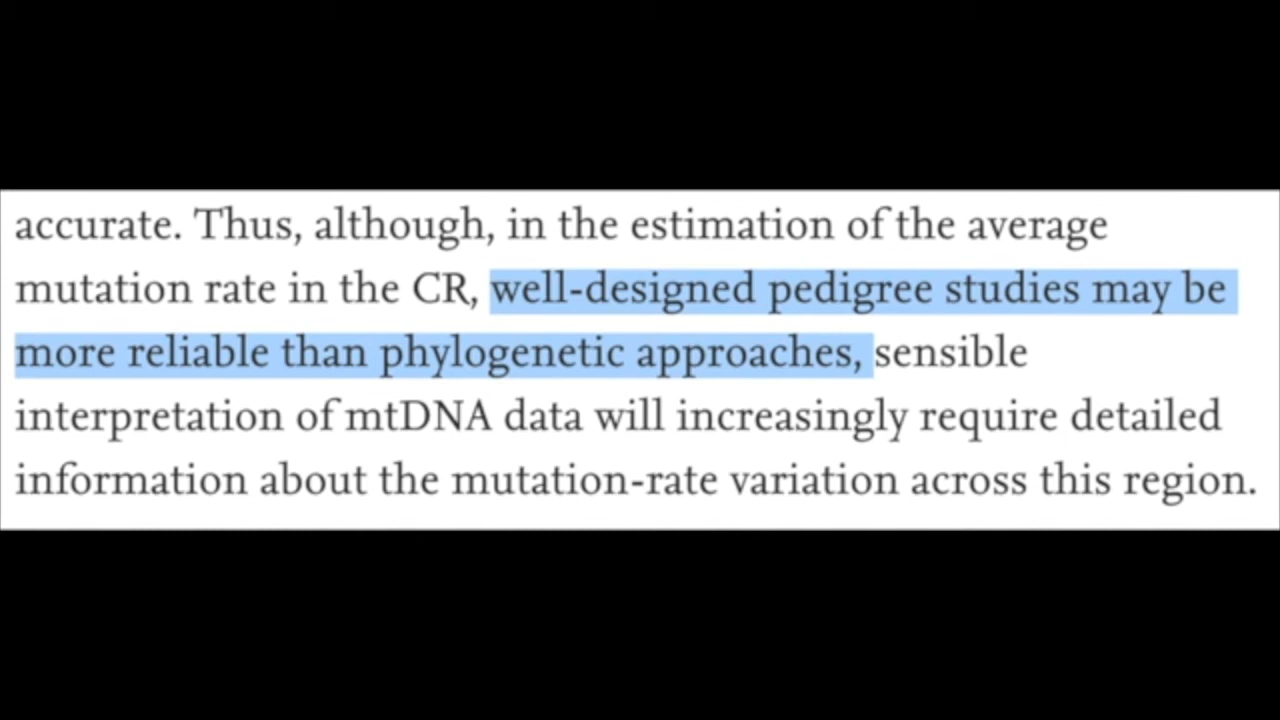 accurate. Thus, although, in the estimation of the average
mutation rate in the CR, well-designed pedigree studies may be
more reliable than phylogenetic approaches, sensible
interpretation of mtDNA data will increasingly require detailed
information about the mutation-rate variation across this region.